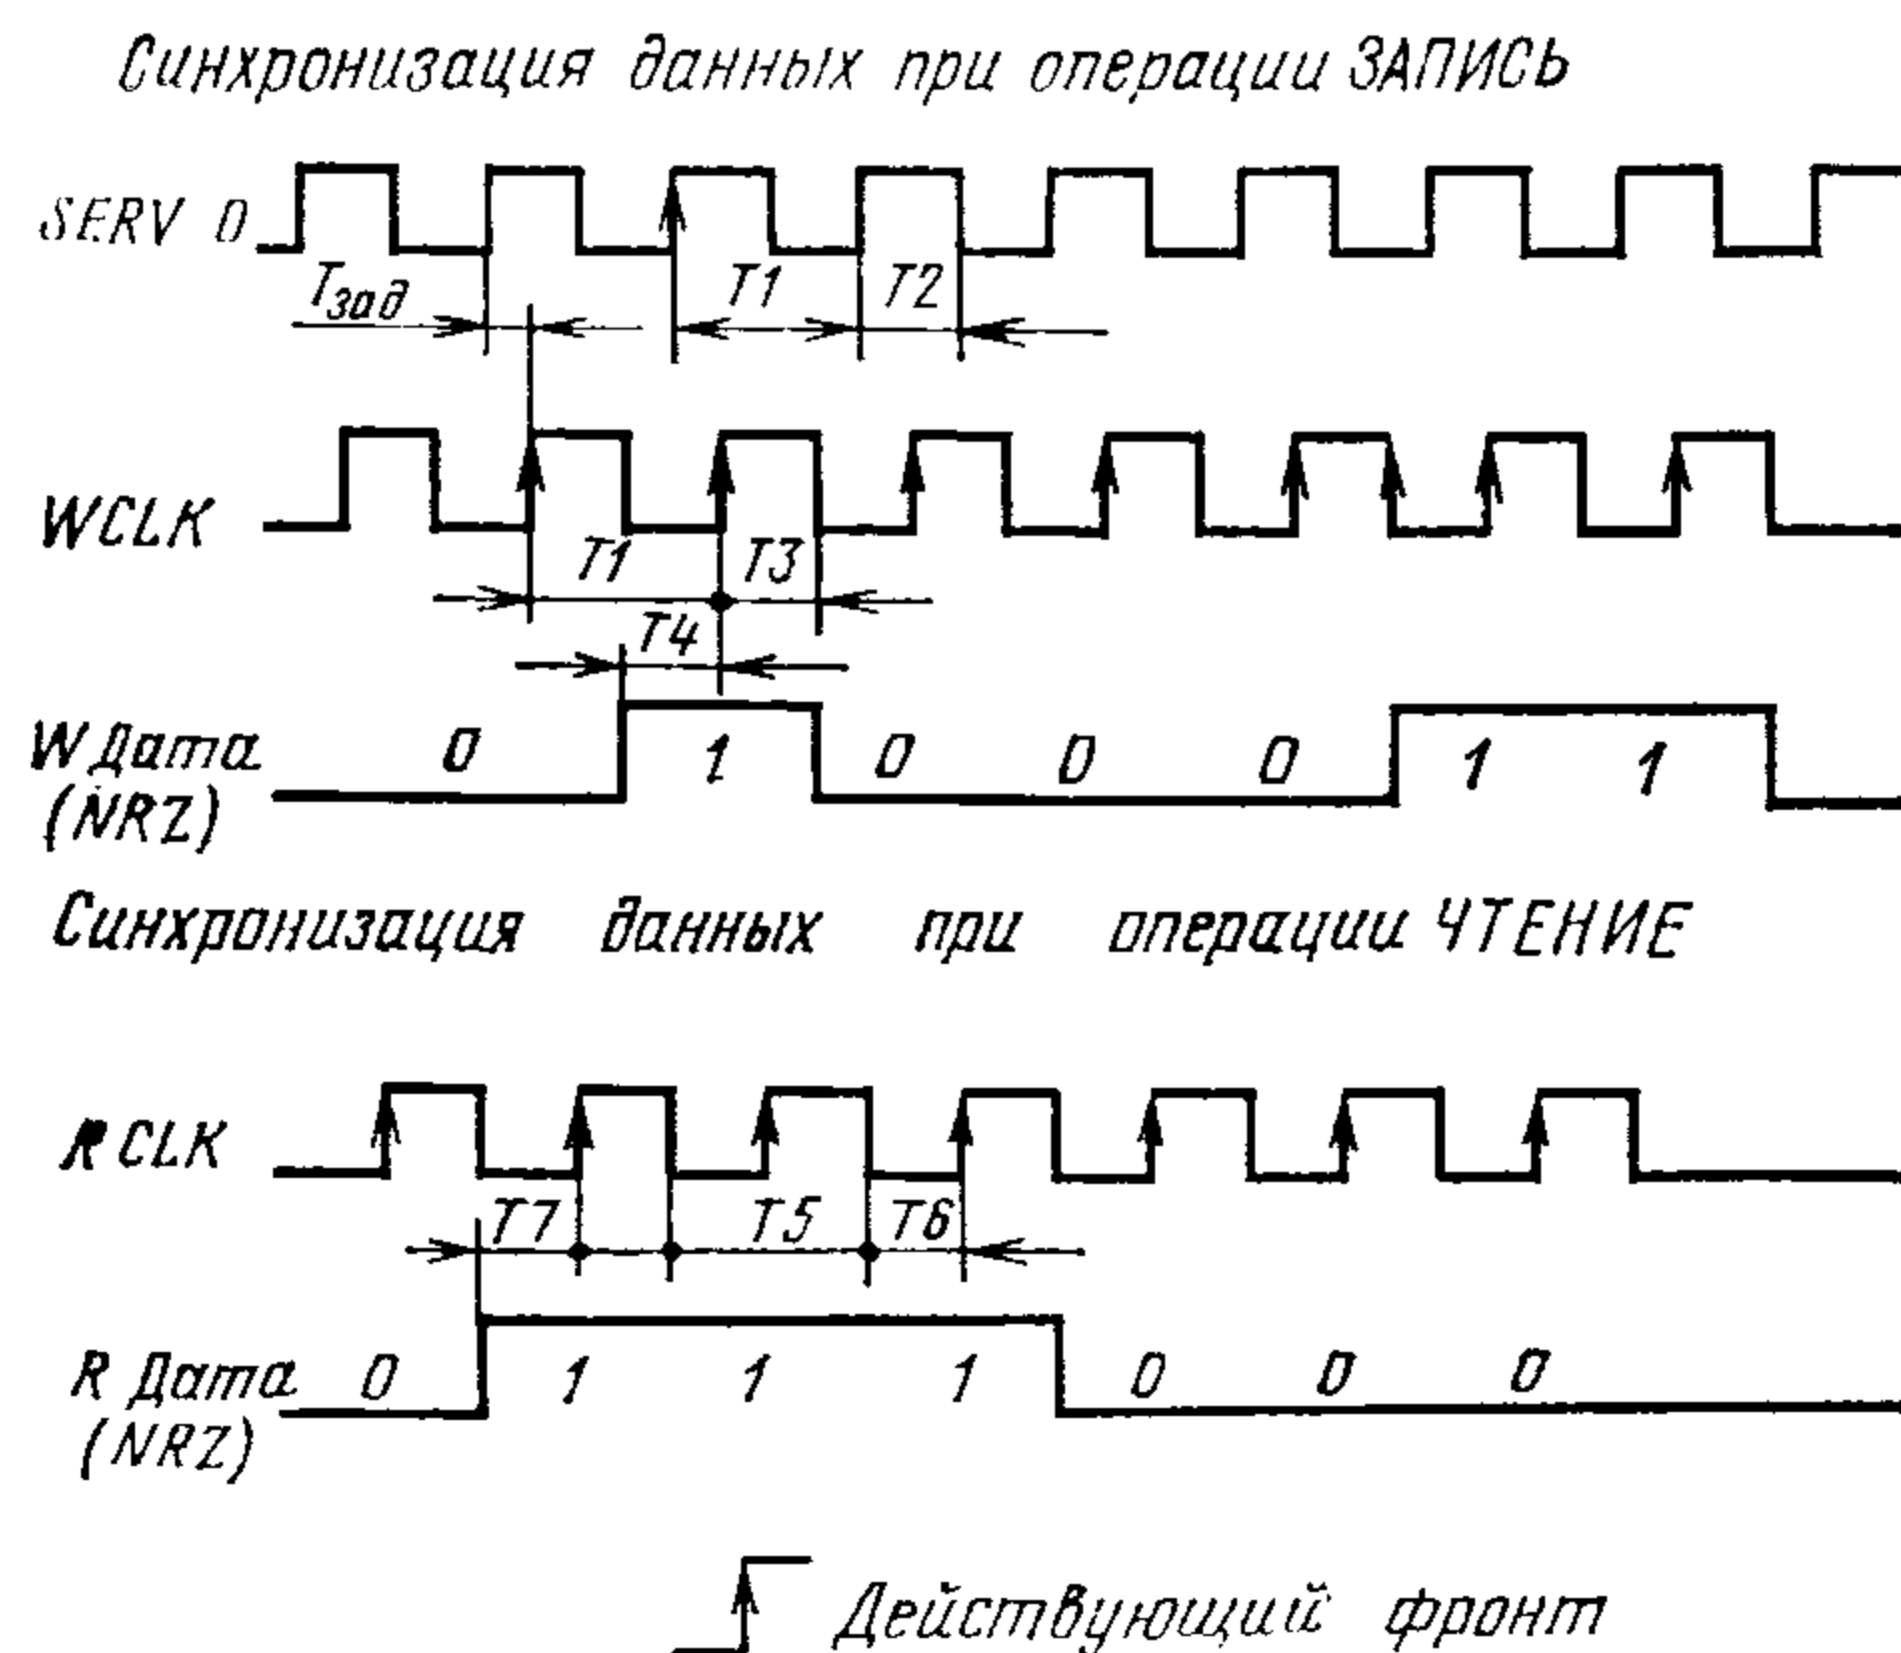 Синхронизация данных при операции ЗАПИСЬ
SERV 0
Tзад
T1
T2
WCLK
T1
T3
T4
W Дата
(NRZ)
0 1 0 0 0 1 1
Синхронизация данных при операции ЧТЕНИЕ
R CLK
T7
T5
T6
R Дата
(NRZ)
0 1 1 1 0 0 0
Действующий фронт